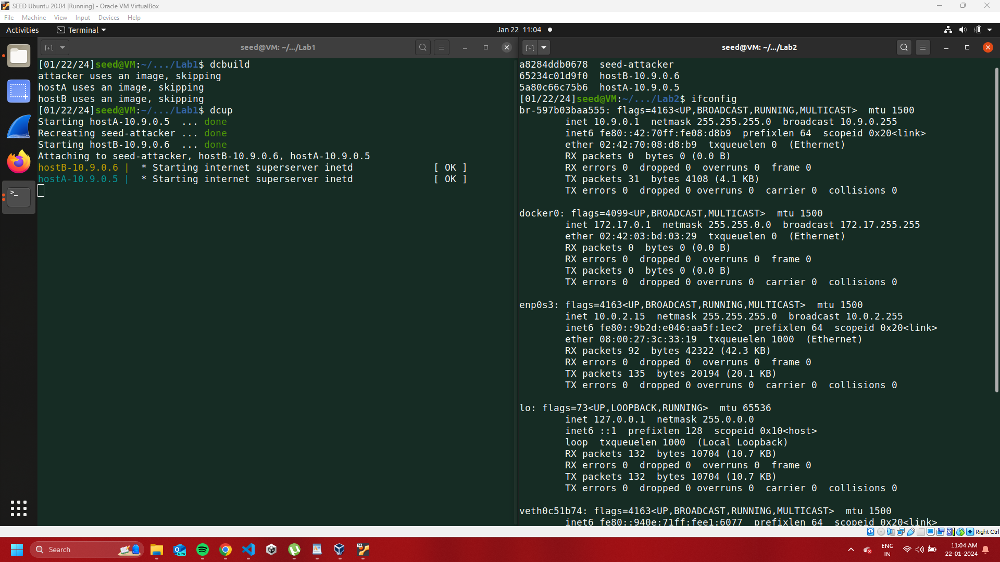 SEED Ubuntu 20.04 [Running] - Oracle VM VirtualBox
File Machine View Input Devices Help
Activities Terminal Jan 22 11:04
seed@VM: ~/.../Lab1
[01/22/24]seed@VM:~/.../Lab1$ dcbuild
attacker uses an image, skipping
hostA uses an image, skipping
hostB uses an image, skipping
[01/22/24]seed@VM:~/.../Lab1$ dcup
Starting hostA-10.9.0.5  ... done
Recreating seed-attacker ... done
Starting hostB-10.9.0.6  ... done
Attaching to seed-attacker, hostB-10.9.0.6, hostA-10.9.0.5
hostB-10.9.0.6 |  * Starting internet superserver inetd              [ OK ]
hostA-10.9.0.5 |  * Starting internet superserver inetd              [ OK ]
seed@VM: ~/.../Lab2
a8284ddb0678  seed-attacker
65234c01d9f0  hostB-10.9.0.6
5a80c66c75b6  hostA-10.9.0.5
[01/22/24]seed@VM:~/.../Lab2$ ifconfig
br-597b03baa555: flags=4163<UP,BROADCAST,RUNNING,MULTICAST>  mtu 1500
        inet 10.9.0.1  netmask 255.255.255.0  broadcast 10.9.0.255
        inet6 fe80::42:70ff:fe08:d8b9  prefixlen 64  scopeid 0x20<link>
        ether 02:42:70:08:d8:b9  txqueuelen 0  (Ethernet)
        RX packets 0  bytes 0 (0.0 B)
        RX errors 0  dropped 0  overruns 0  frame 0
        TX packets 31  bytes 4108 (4.1 KB)
        TX errors 0  dropped 0 overruns 0  carrier 0  collisions 0
docker0: flags=4099<UP,BROADCAST,MULTICAST>  mtu 1500
        inet 172.17.0.1  netmask 255.255.0.0  broadcast 172.17.255.255
        ether 02:42:03:bd:03:29  txqueuelen 0  (Ethernet)
        RX packets 0  bytes 0 (0.0 B)
        RX errors 0  dropped 0  overruns 0  frame 0
        TX packets 0  bytes 0 (0.0 B)
        TX errors 0  dropped 0 overruns 0  carrier 0  collisions 0
enp0s3: flags=4163<UP,BROADCAST,RUNNING,MULTICAST>  mtu 1500
        inet 10.0.2.15  netmask 255.255.255.0  broadcast 10.0.2.255
        inet6 fe80::9b2d:e046:aa5f:1ec2  prefixlen 64  scopeid 0x20<link>
        ether 08:00:27:3c:33:19  txqueuelen 1000  (Ethernet)
        RX packets 92  bytes 42322 (42.3 KB)
        RX errors 0  dropped 0  overruns 0  frame 0
        TX packets 135  bytes 20194 (20.1 KB)
        TX errors 0  dropped 0 overruns 0  carrier 0  collisions 0
lo: flags=73<UP,LOOPBACK,RUNNING>  mtu 65536
        inet 127.0.0.1  netmask 255.0.0.0
        inet6 ::1  prefixlen 128  scopeid 0x10<host>
        loop  txqueuelen 1000  (Local Loopback)
        RX packets 132  bytes 10704 (10.7 KB)
        RX errors 0  dropped 0  overruns 0  frame 0
        TX packets 132  bytes 10704 (10.7 KB)
        TX errors 0  dropped 0 overruns 0  carrier 0  collisions 0
veth0c51b74: flags=4163<UP,BROADCAST,RUNNING,MULTICAST>  mtu 1500
        inet6 fe80::940e:71ff:fee1:6077  prefixlen 64  scopeid 0x20<link>
Right Ctrl
Search
NEW
64
ENG
IN
11:04 AM
22-01-2024